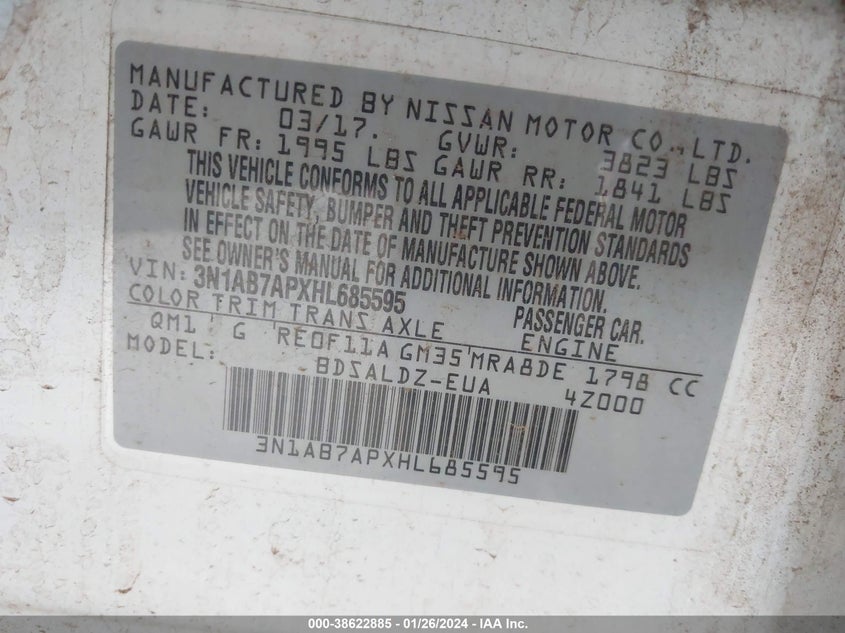 MANUFACTURED BY NISSAN MOTOR CO.,LTD.
DATE: 03/17. GVWR: 3823 LBS
GAWR FR: 1995 LBS GAWR RR: 1841 LBS
THIS VEHICLE CONFORMS TO ALL APPLICABLE FEDERAL MOTOR
VEHICLE SAFETY, BUMPER AND THEFT PREVENTION STANDARDS
IN EFFECT ON THE DATE OF MANUFACTURE SHOWN ABOVE.
SEE OWNER'S MANUAL FOR ADDITIONAL INFORMATION.
VIN: 3N1AB7APXHL685595 PASSENGER CAR.
COLOR TRIM TRANS AXLE ENGINE
QM1 G RE0F11A GM35 MRA8DE 1798 CC
MODEL: BDSALDZ-EUA 4Z000
3N1AB7APXHL685595
000-38622885 - 01/26/2024 - IAA Inc.